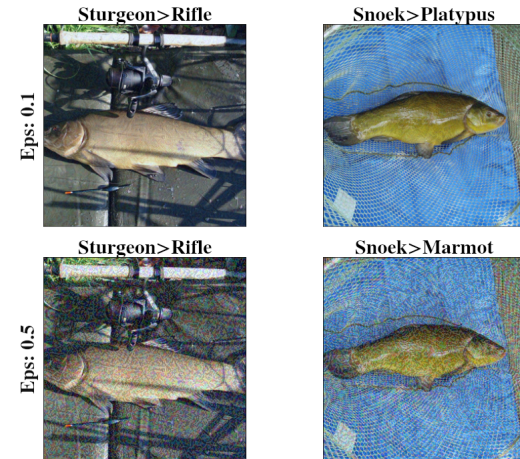 Sturgeon>Rifle
Snoek>Platypus
Eps: 0.1
Sturgeon>Rifle
Snoek>Marmot
Eps: 0.5